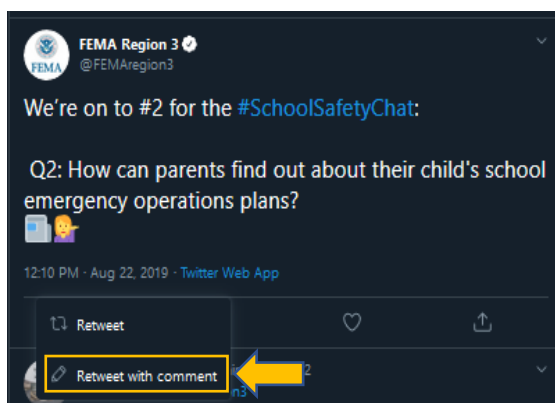 FEMA Region 3
FEMA
@FEMAregion3
We're on to #2 for the #SchoolSafetyChat:
Q2: How can parents find out about their child's school
emergency operations plans?
12:10 PM · Aug 22, 2019 · Twitter Web App
Retweet
Retweet with comment
2
n3